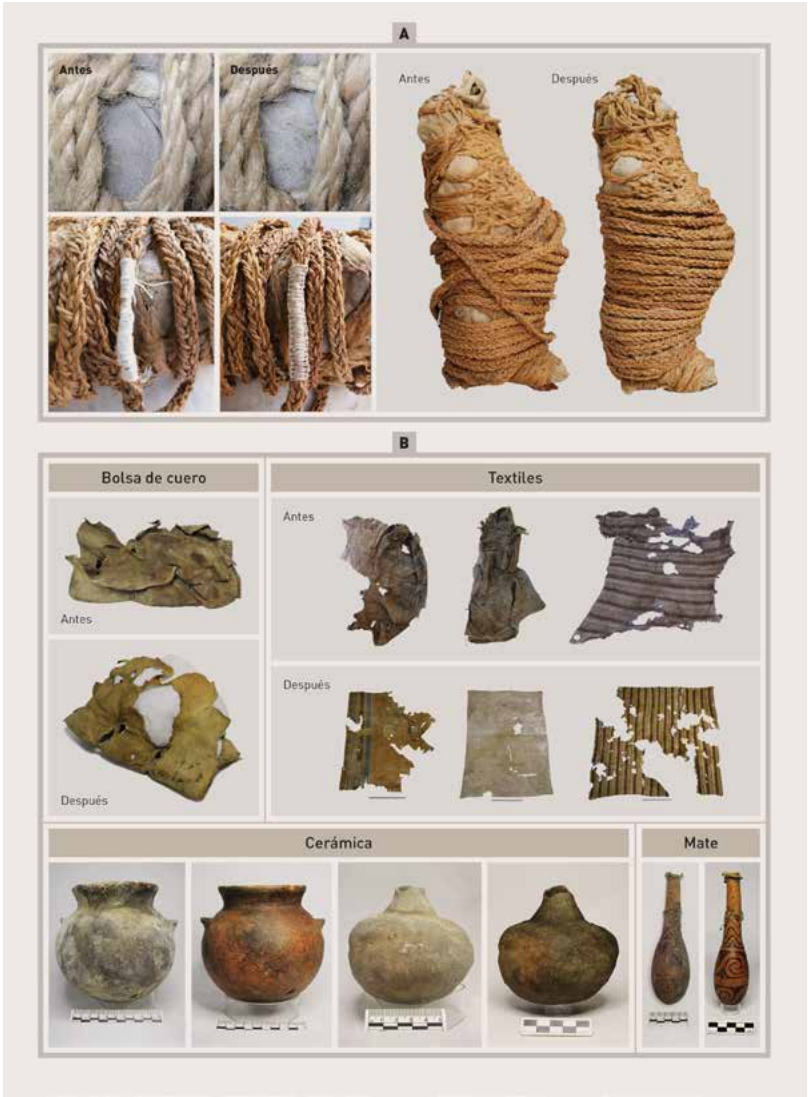 A
Antes
Después
Antes
Después
B
Bolsa de cuero
Textiles
Antes
Antes
Después
Después
Cerámica
Mate